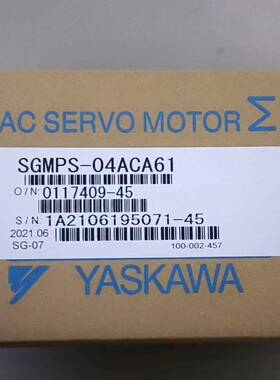 AC SERVO MOTOR Σ
SGMPS-04ACA61
O/N: 0117409-45
S/N: 1A2106195071-45
2021.06
SG-07 100-002-457
YASKAWA